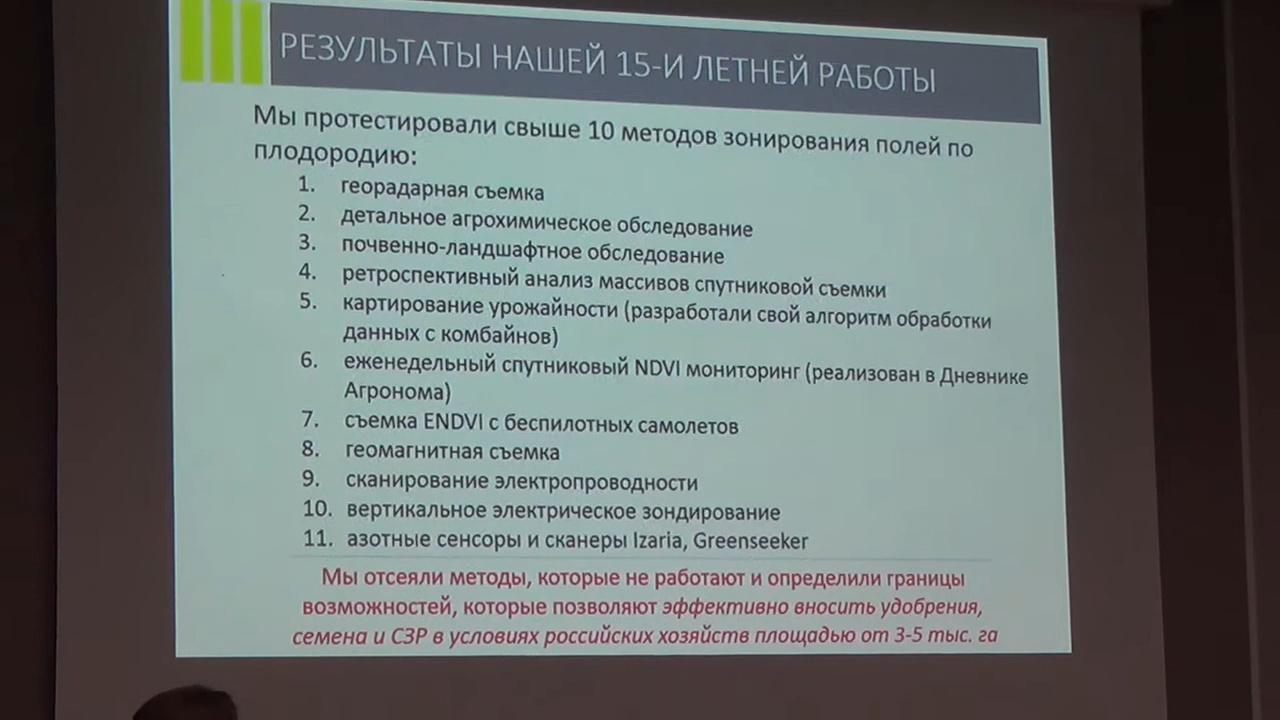 РЕЗУЛЬТАТЫ НАШЕЙ 15-И ЛЕТНЕЙ РАБОТЫ
Мы протестировали свыше 10 методов зонирования полей по
плодородию:
1. георадарная съемка
2. детальное агрохимическое обследование
3. почвенно-ландшафтное обследование
4. ретроспективный анализ массивов спутниковой съемки
5. картирование урожайности (разработали свой алгоритм обработки
данных с комбайнов)
6. еженедельный спутниковый NDVI мониторинг (реализован в Дневнике
Агронома)
7. съемка ENDVI с беспилотных самолетов
8. геомагнитная съемка
9. сканирование электропроводности
10. вертикальное электрическое зондирование
11. азотные сенсоры и сканеры Izaria, Greenseeker
Мы отсеяли методы, которые не работают и определили границы
возможностей, которые позволяют эффективно вносить удобрения,
семена и СЗР в условиях российских хозяйств площадью от 3-5 тыс. га